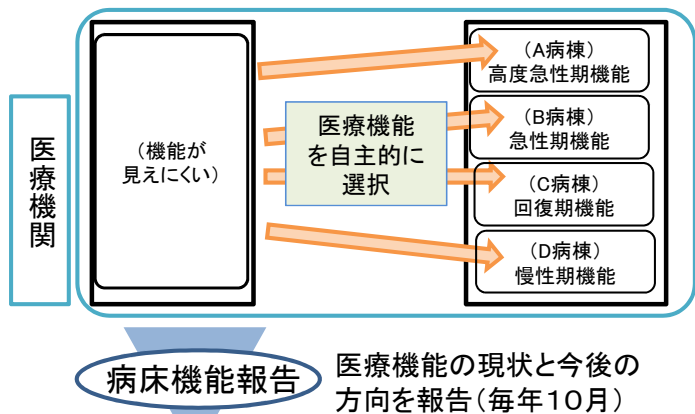 医療機関
（機能が
見えにくい）
医療機能
を自主的に
選択
（A病棟）
高度急性期機能
（B病棟）
急性期機能
（C病棟）
回復期機能
（D病棟）
慢性期機能
病床機能報告
医療機能の現状と今後の
方向を報告（毎年１０月）